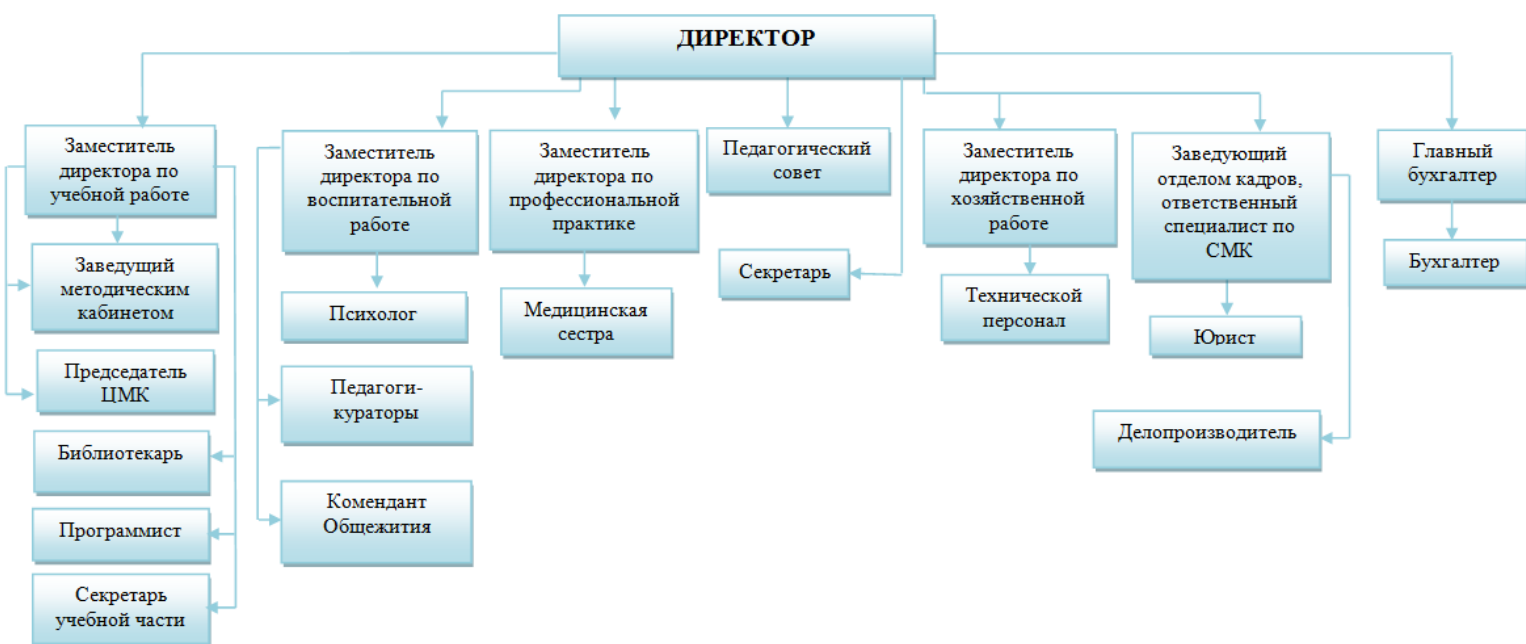 ДИРЕКТОР
Заместитель
директора по
учебной работе
Заместитель
директора по
воспитательной
работе
Заместитель
директора по
профессиональной
практике
Педагогический
совет
Заместитель
директора по
хозяйственной
работе
Заведующий
отделом кадров,
ответственный
специалист по
СМК
Главный
бухгалтер
Заведущий
методическим
кабинетом
Психолог
Медицинская
сестра
Секретарь
Технической
персонал
Юрист
Бухгалтер
Председатель
ЦМК
Педагоги-
кураторы
Делопроизводитель
Библиотекарь
Комендант
Общежития
Программист
Секретарь
учебной части